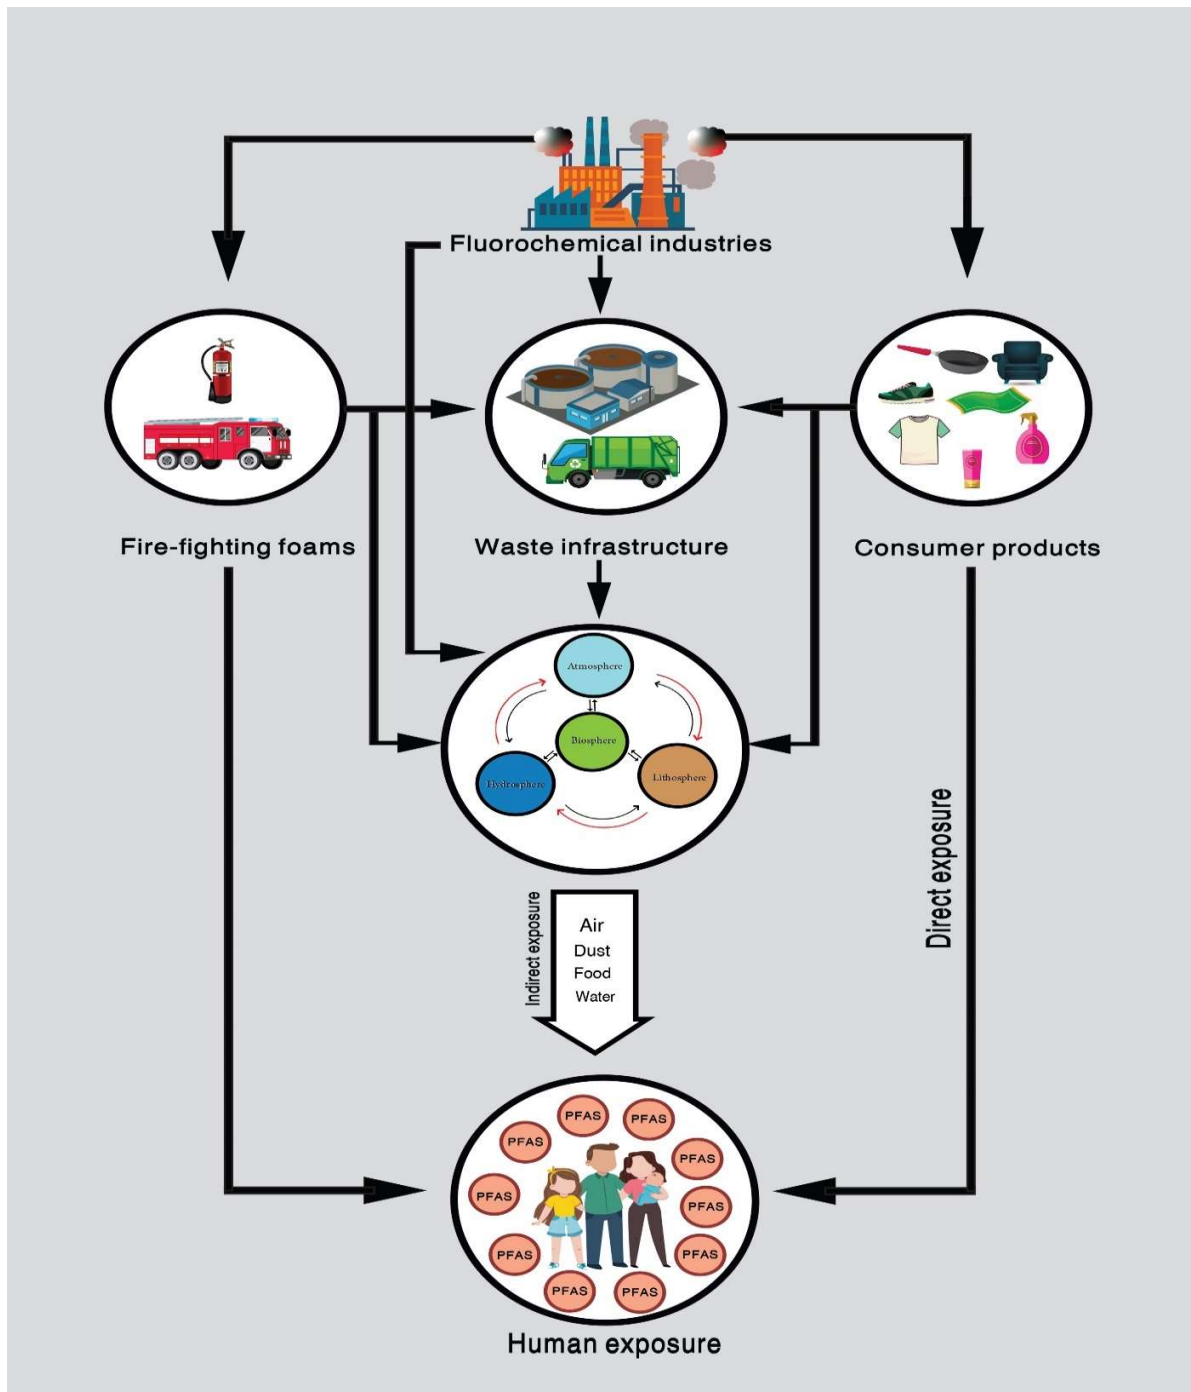 Fluorochemical industries
Fire-fighting foams
Waste infrastructure
Consumer products
Atmosphere
Biosphere
Hydrosphere
Lithosphere
Indirect exposure
Air
Dust
Food
Water
Direct exposure
PFAS
PFAS
PFAS
PFAS
PFAS
PFAS
PFAS
PFAS
PFAS
PFAS
Human exposure